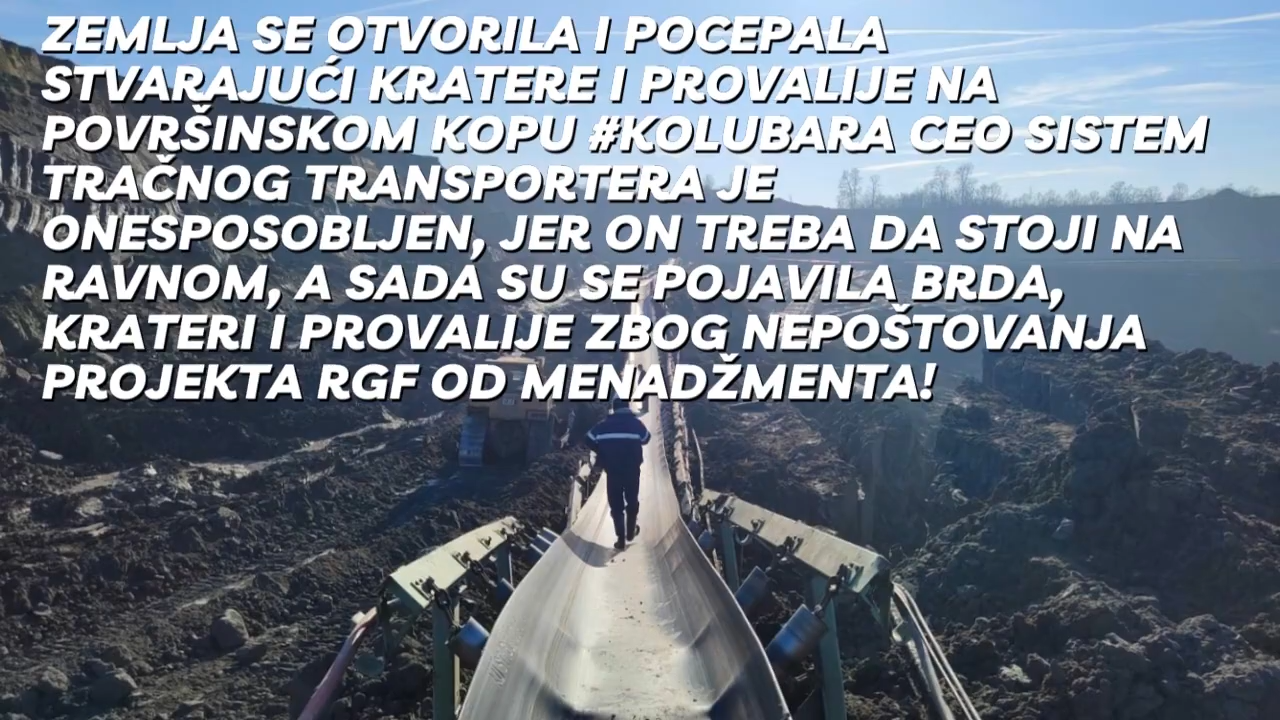 ZEMLJA SE OTVORILA I POCEPALA
STVARAJUĆI KRATERE I PROVALIJE NA
POVRŠINSKOM KOPU #KOLUBARA CEO SISTEM
TRAČNOG TRANSPORTERA JE
ONESPOSOBLJEN, JER ON TREBA DA STOJI NA
RAVNOM, A SADA SU SE POJAVILA BRDA,
KRATERI I PROVALIJE ZBOG NEPOŠTOVANJA
PROJEKTA RGF OD MENADŽMENTA!